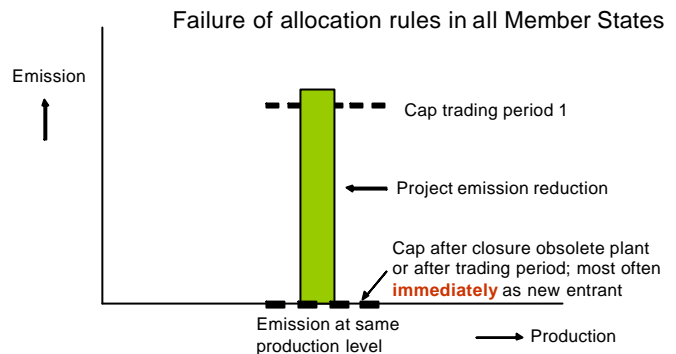 Failure of allocation rules in all Member States
Emission
Cap trading period 1
Project emission reduction
Cap after closure obsolete plant
or after trading period; most often
immediately as new entrant
Emission at same
production level
Production